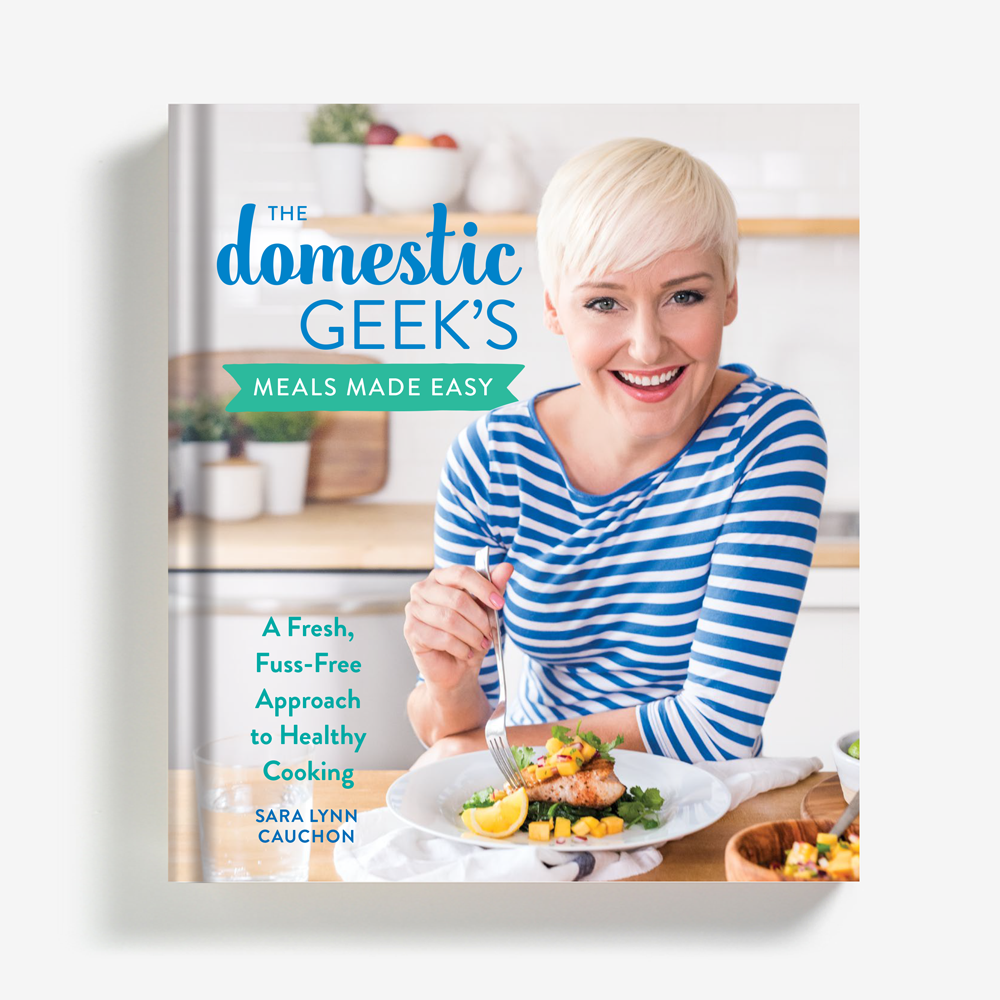 THE
domestic
GEEK'S
MEALS MADE EASY
A Fresh,
Fuss-Free
Approach
to Healthy
Cooking
SARA LYNN
CAUCHON